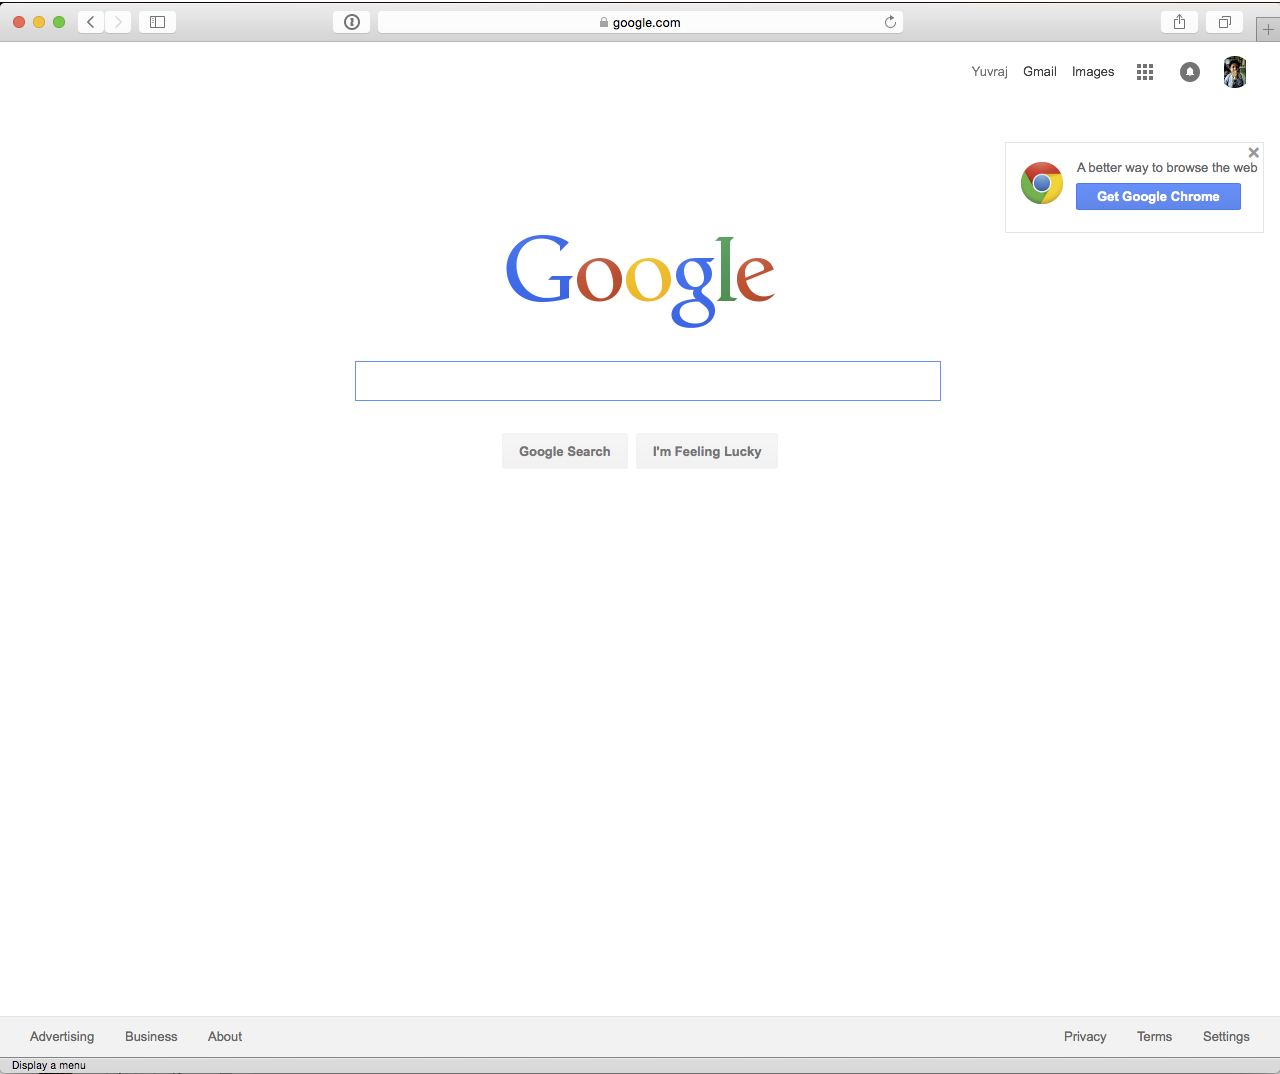 google.com
Yuvraj Gmail Images
A better way to browse the web
Get Google Chrome
Google
Google Search I'm Feeling Lucky
Advertising Business About Privacy Terms Settings
Display a menu